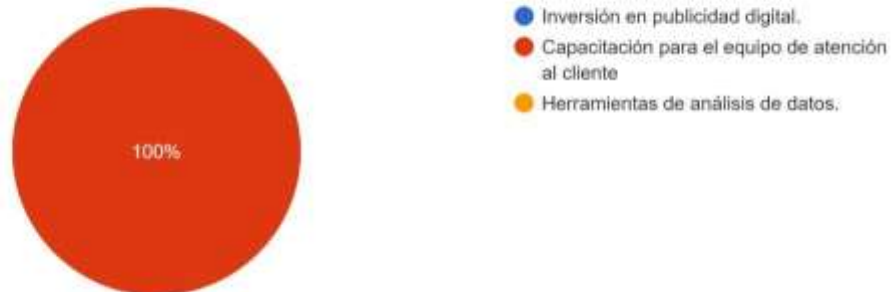 Inversión en publicidad digital.
Capacitación para el equipo de atención
al cliente
Herramientas de análisis de datos.
100%